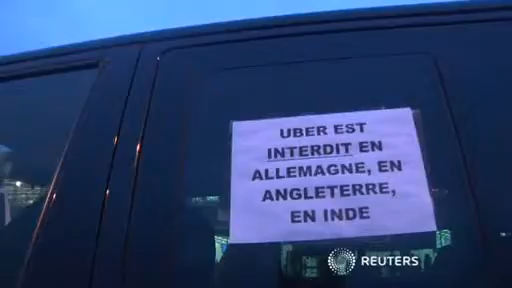 UBER EST
INTERDIT EN
ALLEMAGNE, EN
ANGLETERRE,
EN INDE
REUTERS